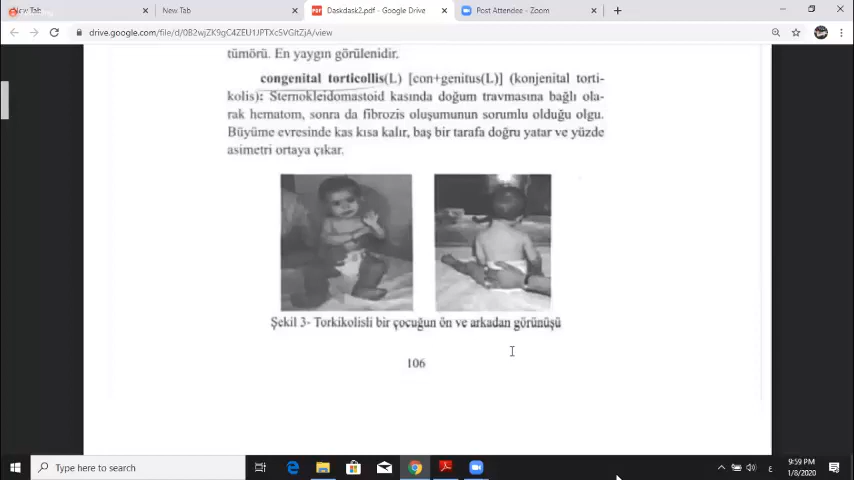 New Tab
New Tab
Daskdask2.pdf - Google Drive
Post Attendee - Zoom
drive.google.com/file/d/0B2wjZK9gC4ZEU1JPTXc5VGltZjA/view
tümörü. En yaygın görülenidir.
congenital torticollis(L) [con+genitus(L)] (konjenital torti-
kolis): Sternokleidomastoid kasında doğum travmasına bağlı ola-
rak hematom, sonra da fibrozis oluşumunun sorumlu olduğu olgu.
Büyüme evresinde kas kısa kalır, baş bir tarafa doğru yatar ve yüzde
asimetri ortaya çıkar.
Şekil 3- Torkikolisli bir çocuğun ön ve arkadan görünüşü
106
Type here to search
ع
9:59 PM
1/8/2020